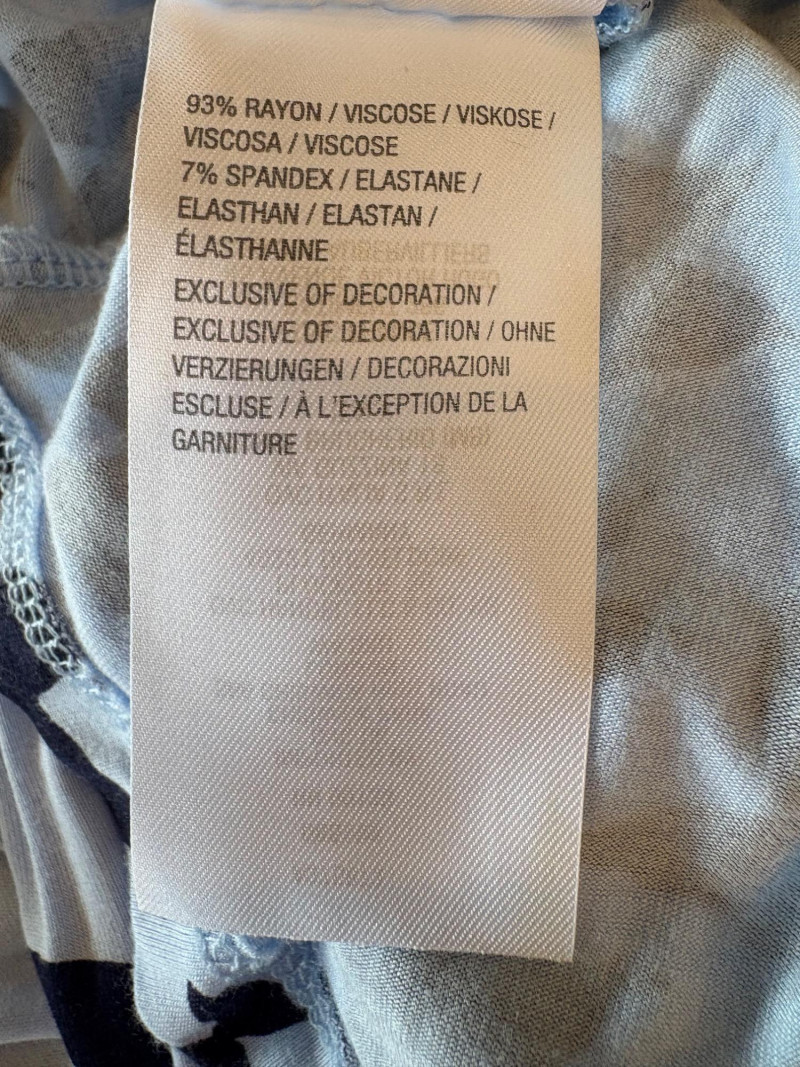 93% RAYON / VISCOSE / VISKOSE /
VISCOSA / VISCOSE
7% SPANDEX / ELASTANE /
ELASTHAN / ELASTAN /
ÉLASTHANNE
EXCLUSIVE OF DECORATION /
EXCLUSIVE OF DECORATION / OHNE
VERZIERUNGEN / DECORAZIONI
ESCLUSE / À L'EXCEPTION DE LA
GARNITURE